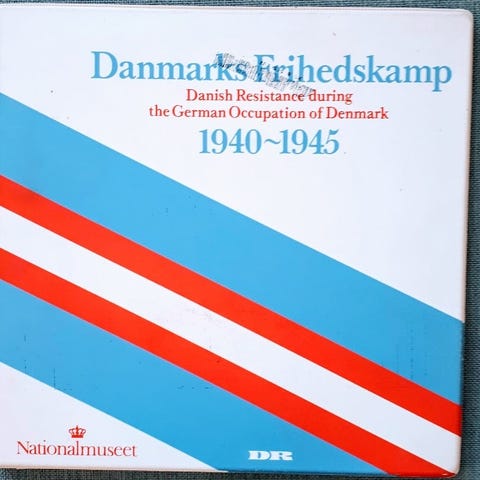 Danmarks Frihedskamp
Danish Resistance during
the German Occupation of Denmark
1940~1945
Nationalmuseet
DR